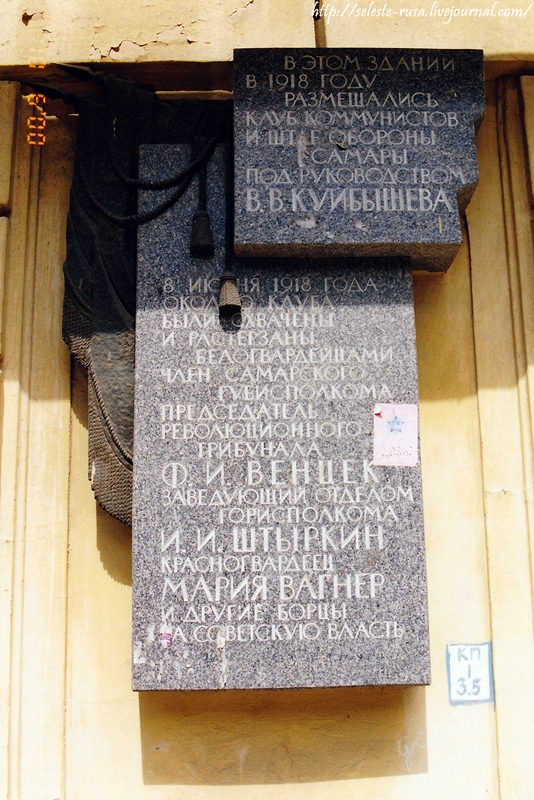 http://seleste-rusa.livejournal.com/
В ЭТОМ ЗДАНИИ
В 1918 ГОДУ
РАЗМЕЩАЛИСЬ
КЛУБ КОММУНИСТОВ
И ШТАБ ОБОРОНЫ
САМАРЫ
ПОД РУКОВОДСТВОМ
В. В. КУЙБЫШЕВА
8 ИЮНЯ 1918 ГОДА
ОКОЛО КЛУБА
БЫЛИ СХВАЧЕНЫ
И РАСТЕРЗАНЫ
БЕЛОГВАРДЕЙЦАМИ
ЧЛЕН САМАРСКОГО
ГУБИСПОЛКОМА
ПРЕДСЕДАТЕЛЬ
РЕВОЛЮЦИОННОГО
ТРИБУНАЛА
Ф. И. ВЕНЦЕК
ЗАВЕДУЮЩИЙ ОТДЕЛОМ
ГОРИСПОЛКОМА
И. И. ШТЫРКИН
КРАСНОГВАРДЕЕЦ
МАРИЯ ВАГНЕР
И ДРУГИЕ БОРЦЫ
ЗА СОВЕТСКУЮ ВЛАСТЬ
КП
1
3.5